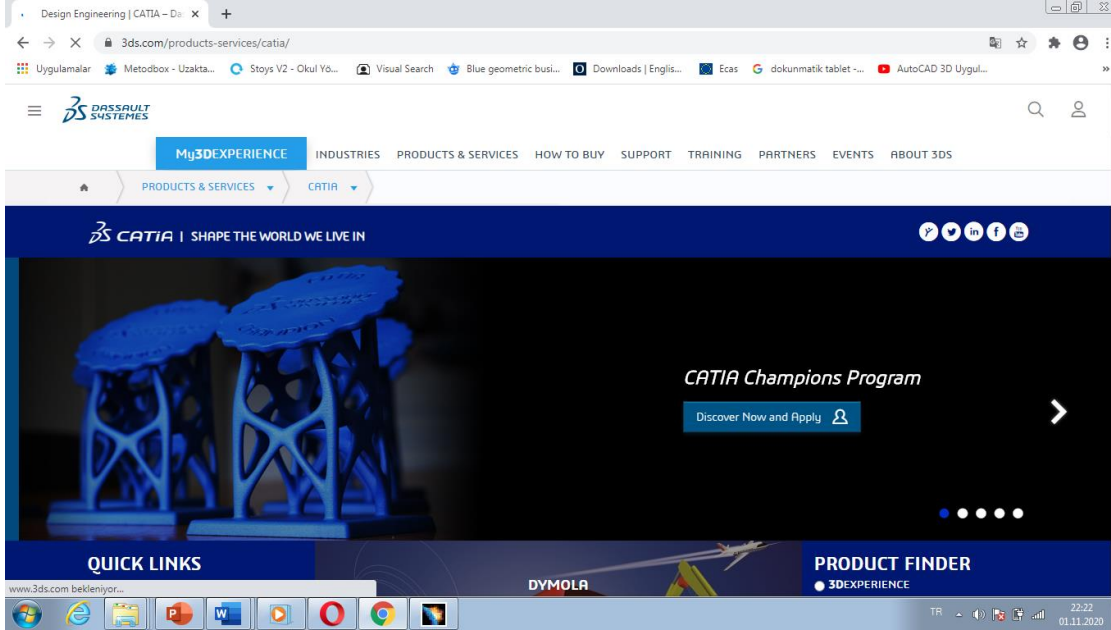 Design Engineering | CATIA – Da
3ds.com/products-services/catia/
Uygulamalar Metodbox - Uzakta... Stoys V2 - Okul Yö... Visual Search Blue geometric busi... Downloads | Englis... Ecas dokunmatik tablet -... AutoCAD 3D Uygul... »
DASSAULT
SYSTEMES
My3DEXPERIENCE INDUSTRIES PRODUCTS & SERVICES HOW TO BUY SUPPORT TRAINING PARTNERS EVENTS ABOUT 3DS
PRODUCTS & SERVICES CATIA
CATIA | SHAPE THE WORLD WE LIVE IN
CHAMPION
CATIA Champions Program
Discover Now and Apply
QUICK LINKS
DYMOLA
PRODUCT FINDER
3DEXPERIENCE
www.3ds.com bekleniyor...
TR 22:22
01.11.2020